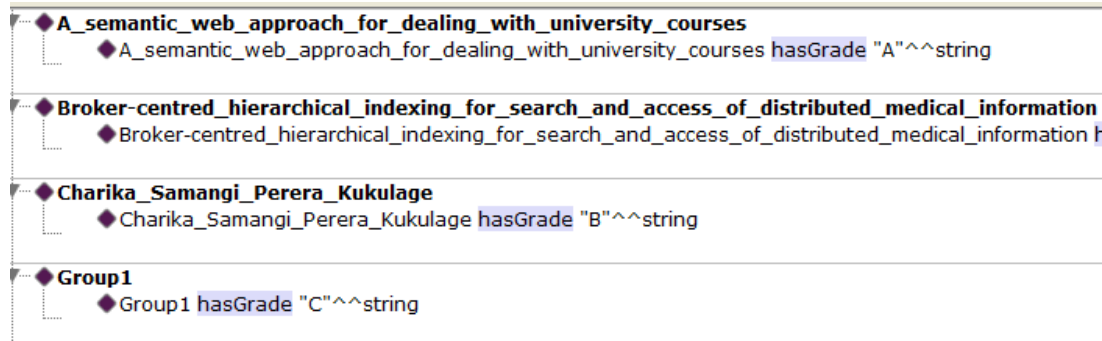 A_semantic_web_approach_for_dealing_with_university_courses
A_semantic_web_approach_for_dealing_with_university_courses hasGrade "A"^^string
Broker-centred_hierarchical_indexing_for_search_and_access_of_distributed_medical_information
Broker-centred_hierarchical_indexing_for_search_and_access_of_distributed_medical_information
Charika_Samangi_Perera_Kukulage
Charika_Samangi_Perera_Kukulage hasGrade "B"^^string
Group1
Group1 hasGrade "C"^^string